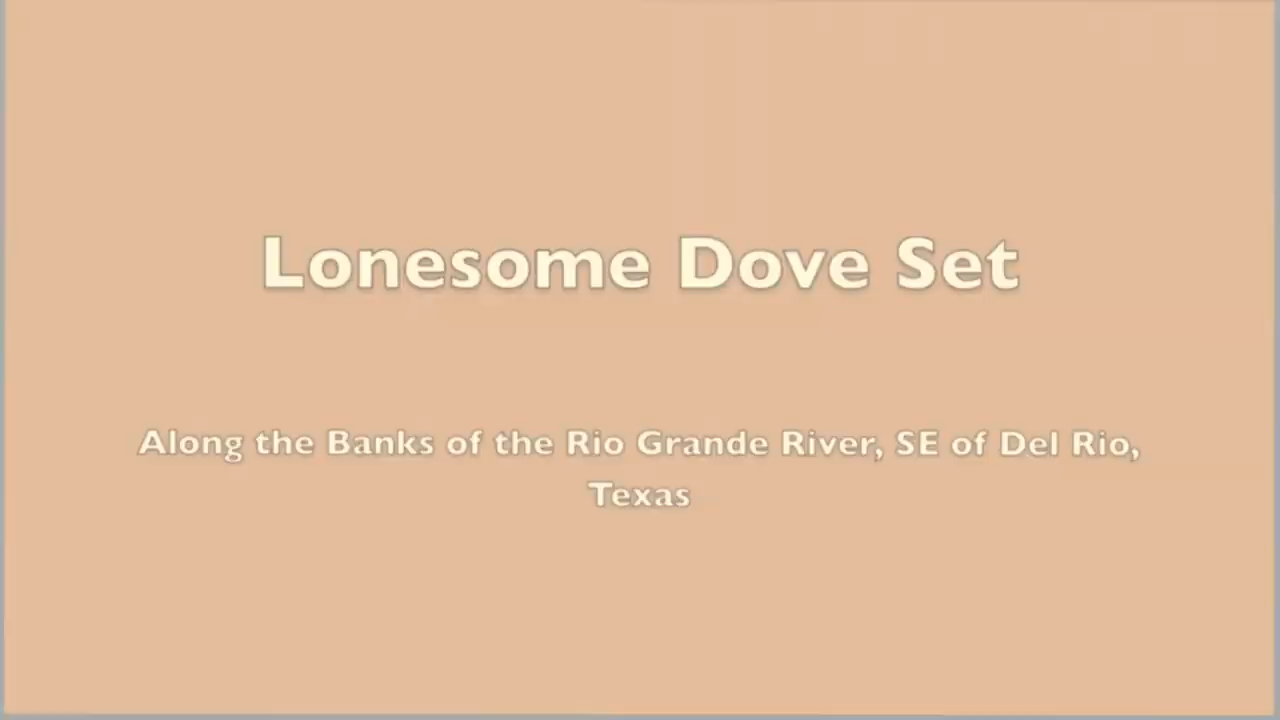 Lonesome Dove Set
Along the Banks of the Rio Grande River, SE of Del Rio,
Texas